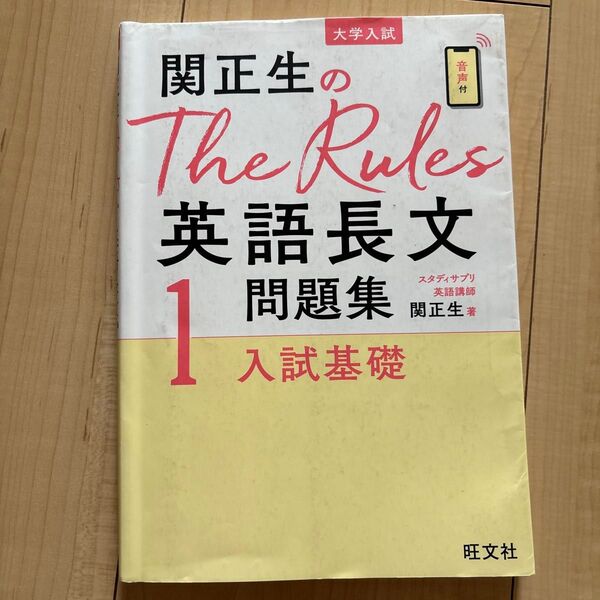 大学入試
関正生の
音声付
The Rules
英語長文
1
問題集
スタディサプリ
英語講師
関正生 著
入試基礎
旺文社